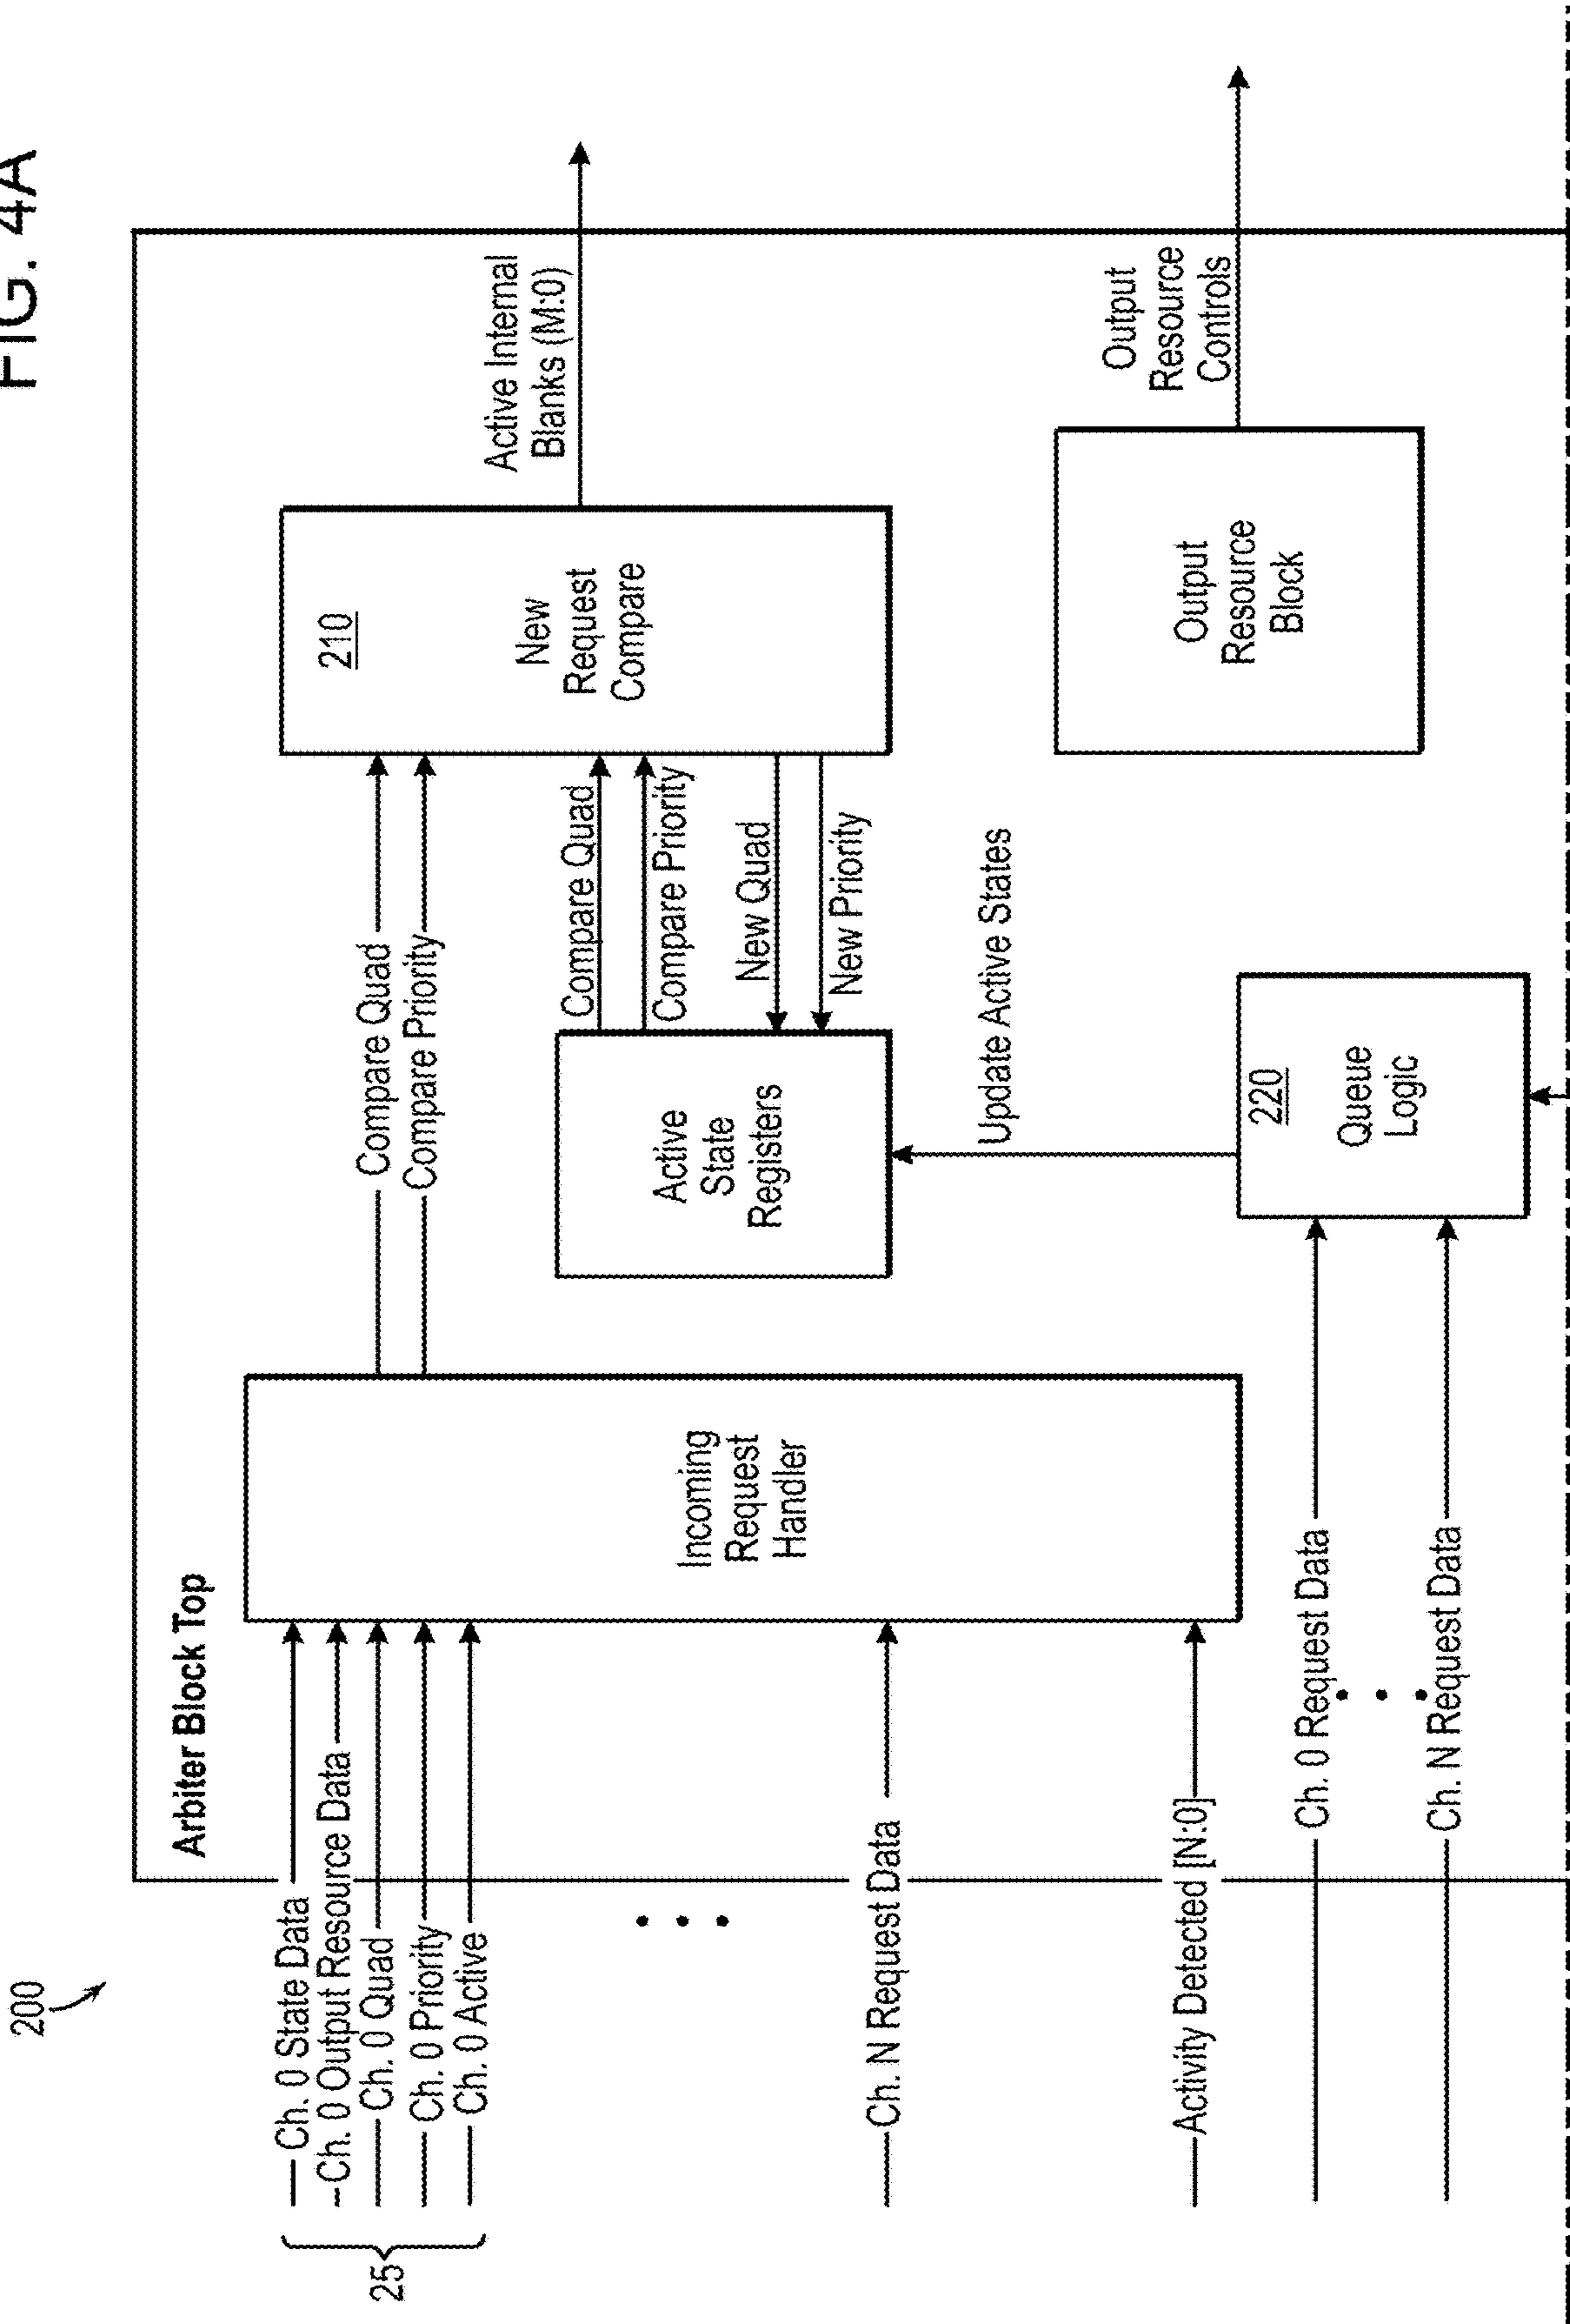 FIG. 4A
200
Arbiter Block Top
25
Ch. 0 State Data
Ch. 0 Output Resource Data
Ch. 0 Quad
Ch. 0 Priority
Ch. 0 Active
Ch. N Request Data
Activity Detected [N:0]
Incoming
Request
Handler
Compare Quad
Compare Priority
210
New
Request
Compare
Active Internal
Blanks (M:0)
Compare Quad
Compare Priority
New Quad
New Priority
Active
State
Registers
Update Active States
Ch. 0 Request Data
Ch. N Request Data
220
Queue
Logic
Output
Resource
Block
Output
Resource
Controls